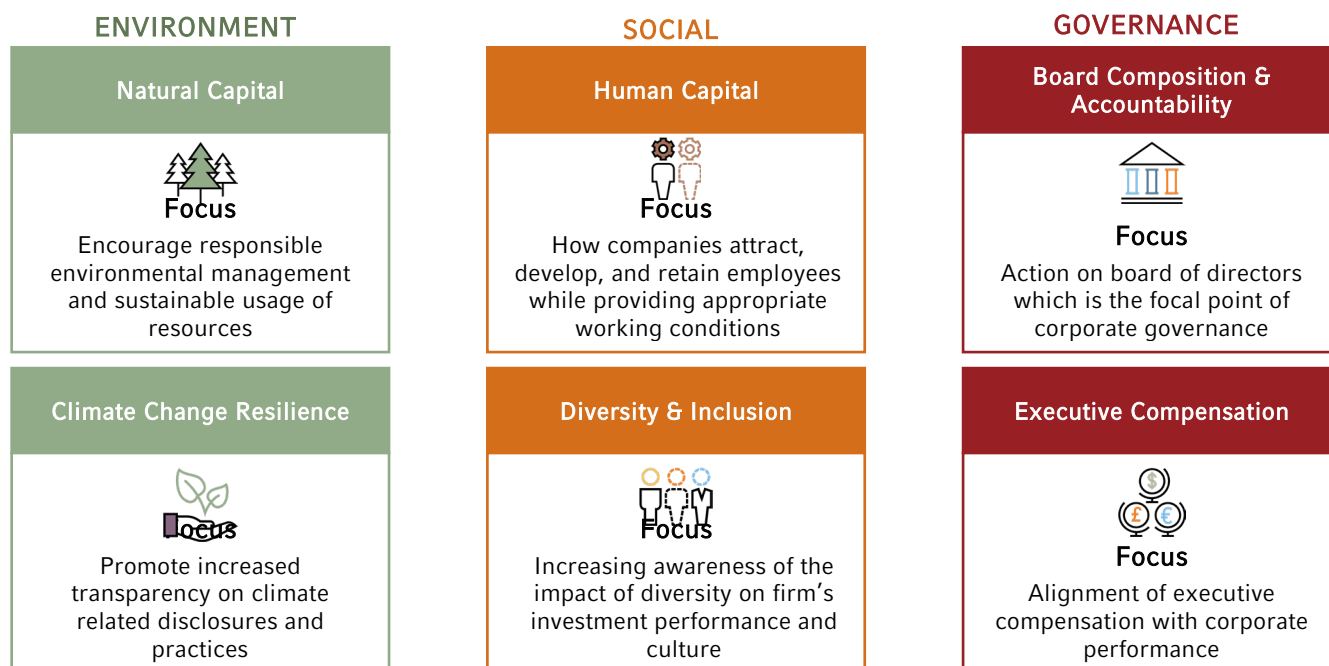 ENVIRONMENT
Natural Capital
Focus
Encourage responsible
environmental management
and sustainable usage of
resources
Climate Change Resilience
Focus
Promote increased
transparency on climate
related disclosures and
practices
SOCIAL
Human Capital
Focus
How companies attract,
develop, and retain employees
while providing appropriate
working conditions
Diversity & Inclusion
Focus
Increasing awareness of the
impact of diversity on firm's
investment performance and
culture
GOVERNANCE
Board Composition &
Accountability
Focus
Action on board of directors
which is the focal point of
corporate governance
Executive Compensation
$
£ €
Focus
Alignment of executive
compensation with corporate
performance